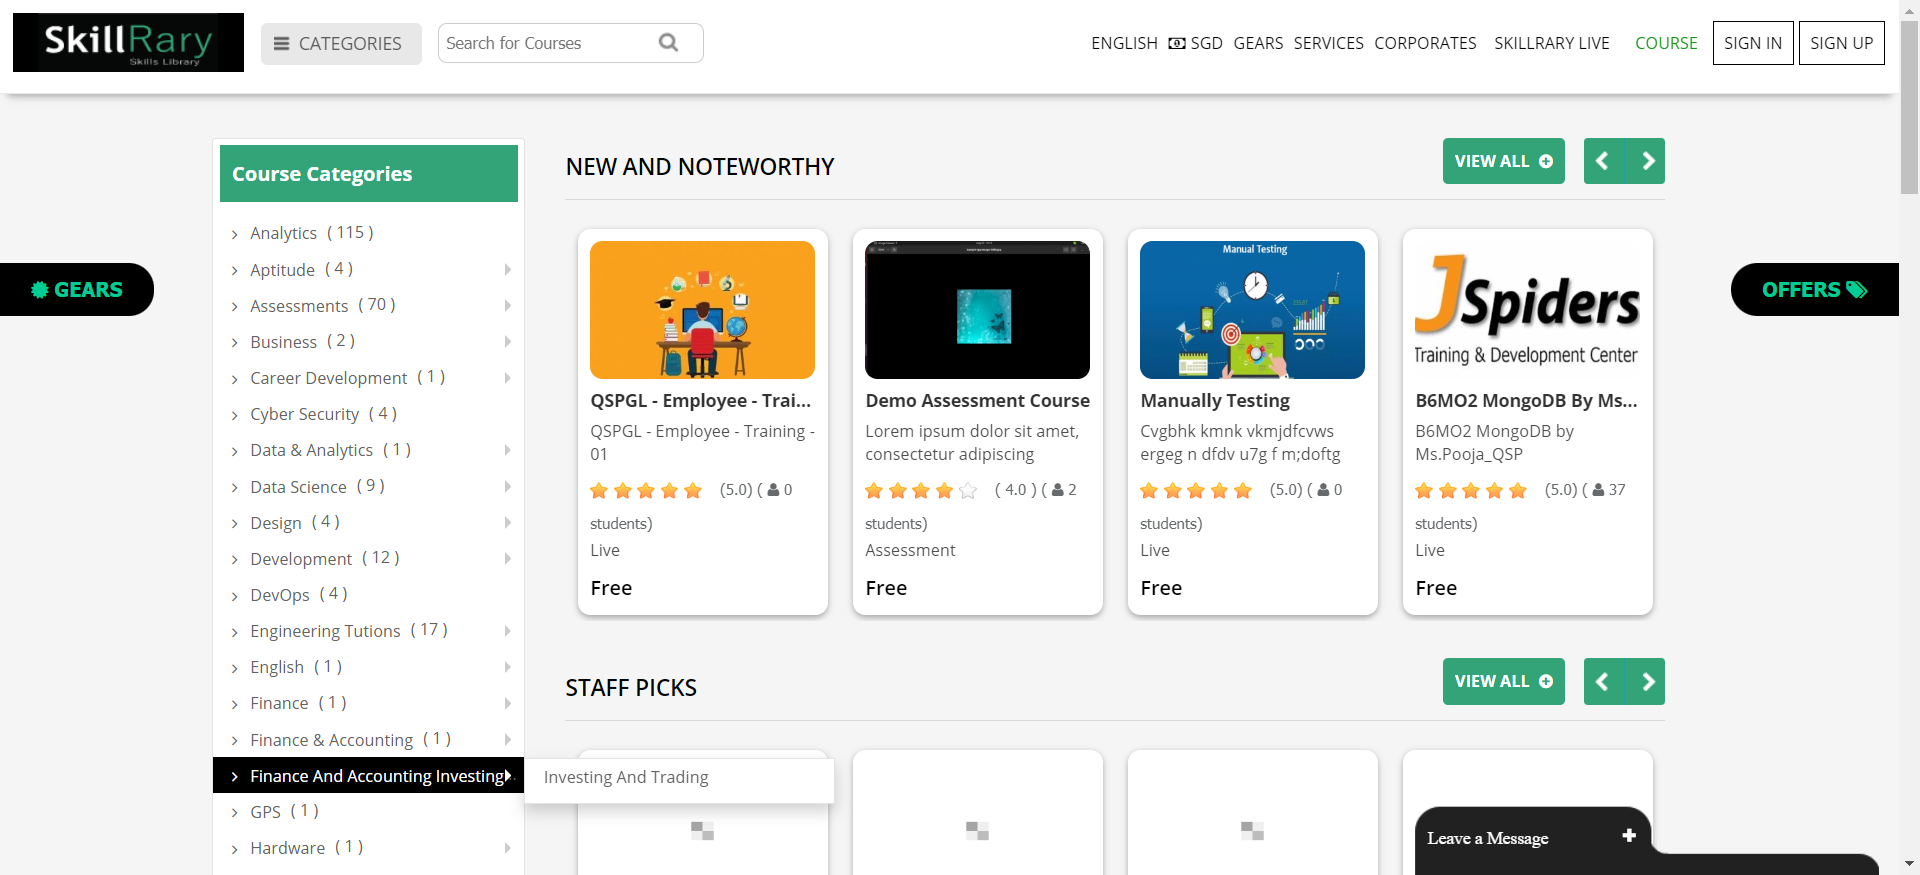 SkillRary
Skills Library
CATEGORIES
Search for Courses
ENGLISH SGD GEARS SERVICES CORPORATES SKILLRARY LIVE COURSE SIGN IN SIGN UP
GEARS
OFFERS
Course Categories
Analytics ( 115 )
Aptitude ( 4 )
Assessments ( 70 )
Business ( 2 )
Career Development ( 1 )
Cyber Security ( 4 )
Data & Analytics ( 1 )
Data Science ( 9 )
Design ( 4 )
Development ( 12 )
DevOps ( 4 )
Engineering Tutions ( 17 )
English ( 1 )
Finance ( 1 )
Finance & Accounting ( 1 )
Finance And Accounting Investing
Investing And Trading
GPS ( 1 )
Hardware ( 1 )
NEW AND NOTEWORTHY
VIEW ALL
QSPGL - Employee - Trai...
QSPGL - Employee - Training -
01
(5.0) ( 0
students)
Live
Free
Demo Assessment Course
Lorem ipsum dolor sit amet,
consectetur adipiscing
( 4.0 ) ( 2
students)
Assessment
Free
Manual Testing
Manually Testing
Cvgbhk kmnk vkmjdfcvws
ergeg n dfdv u7g f m;doftg
(5.0) ( 0
students)
Live
Free
JSpiders
Training & Development Center
B6MO2 MongoDB By Ms...
B6MO2 MongoDB by
Ms.Pooja_QSP
(5.0) ( 37
students)
Live
Free
STAFF PICKS
VIEW ALL
Leave a Message